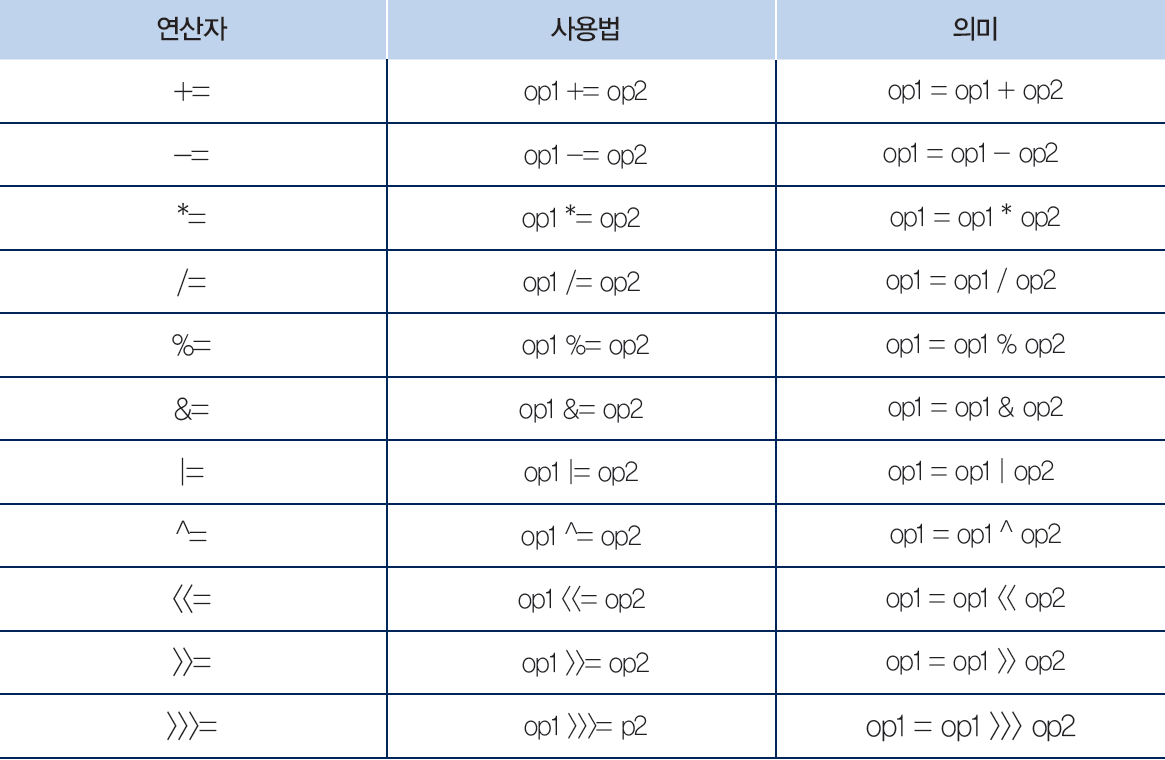 연산자 사용법 의미
+= op1 += op2 op1 = op1 + op2
–= op1 –= op2 op1 = op1 – op2
*= op1 *= op2 op1 = op1 * op2
/= op1 /= op2 op1 = op1 / op2
%= op1 %= op2 op1 = op1 % op2
&= op1 &= op2 op1 = op1 & op2
|= op1 |= op2 op1 = op1 | op2
^= op1 ^= op2 op1 = op1 ^ op2
〈〈= op1 〈〈= op2 op1 = op1 〈〈 op2
〉〉= op1 〉〉= op2 op1 = op1 〉〉 op2
〉〉〉= op1 〉〉〉= p2 op1 = op1 〉〉〉 op2